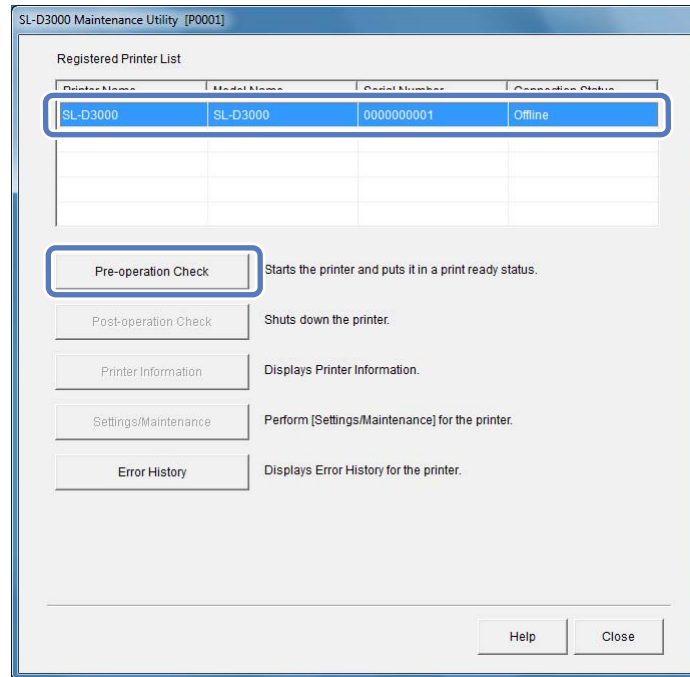 SL-D3000 Maintenance Utility [P0001]
Registered Printer List
Printer Name Model Name Serial Number Connection Status
SL-D3000 SL-D3000 0000000001 Offline
Pre-operation Check Starts the printer and puts it in a print ready status.
Post-operation Check Shuts down the printer.
Printer Information Displays Printer Information.
Settings/Maintenance Perform [Settings/Maintenance] for the printer.
Error History Displays Error History for the printer.
Help Close